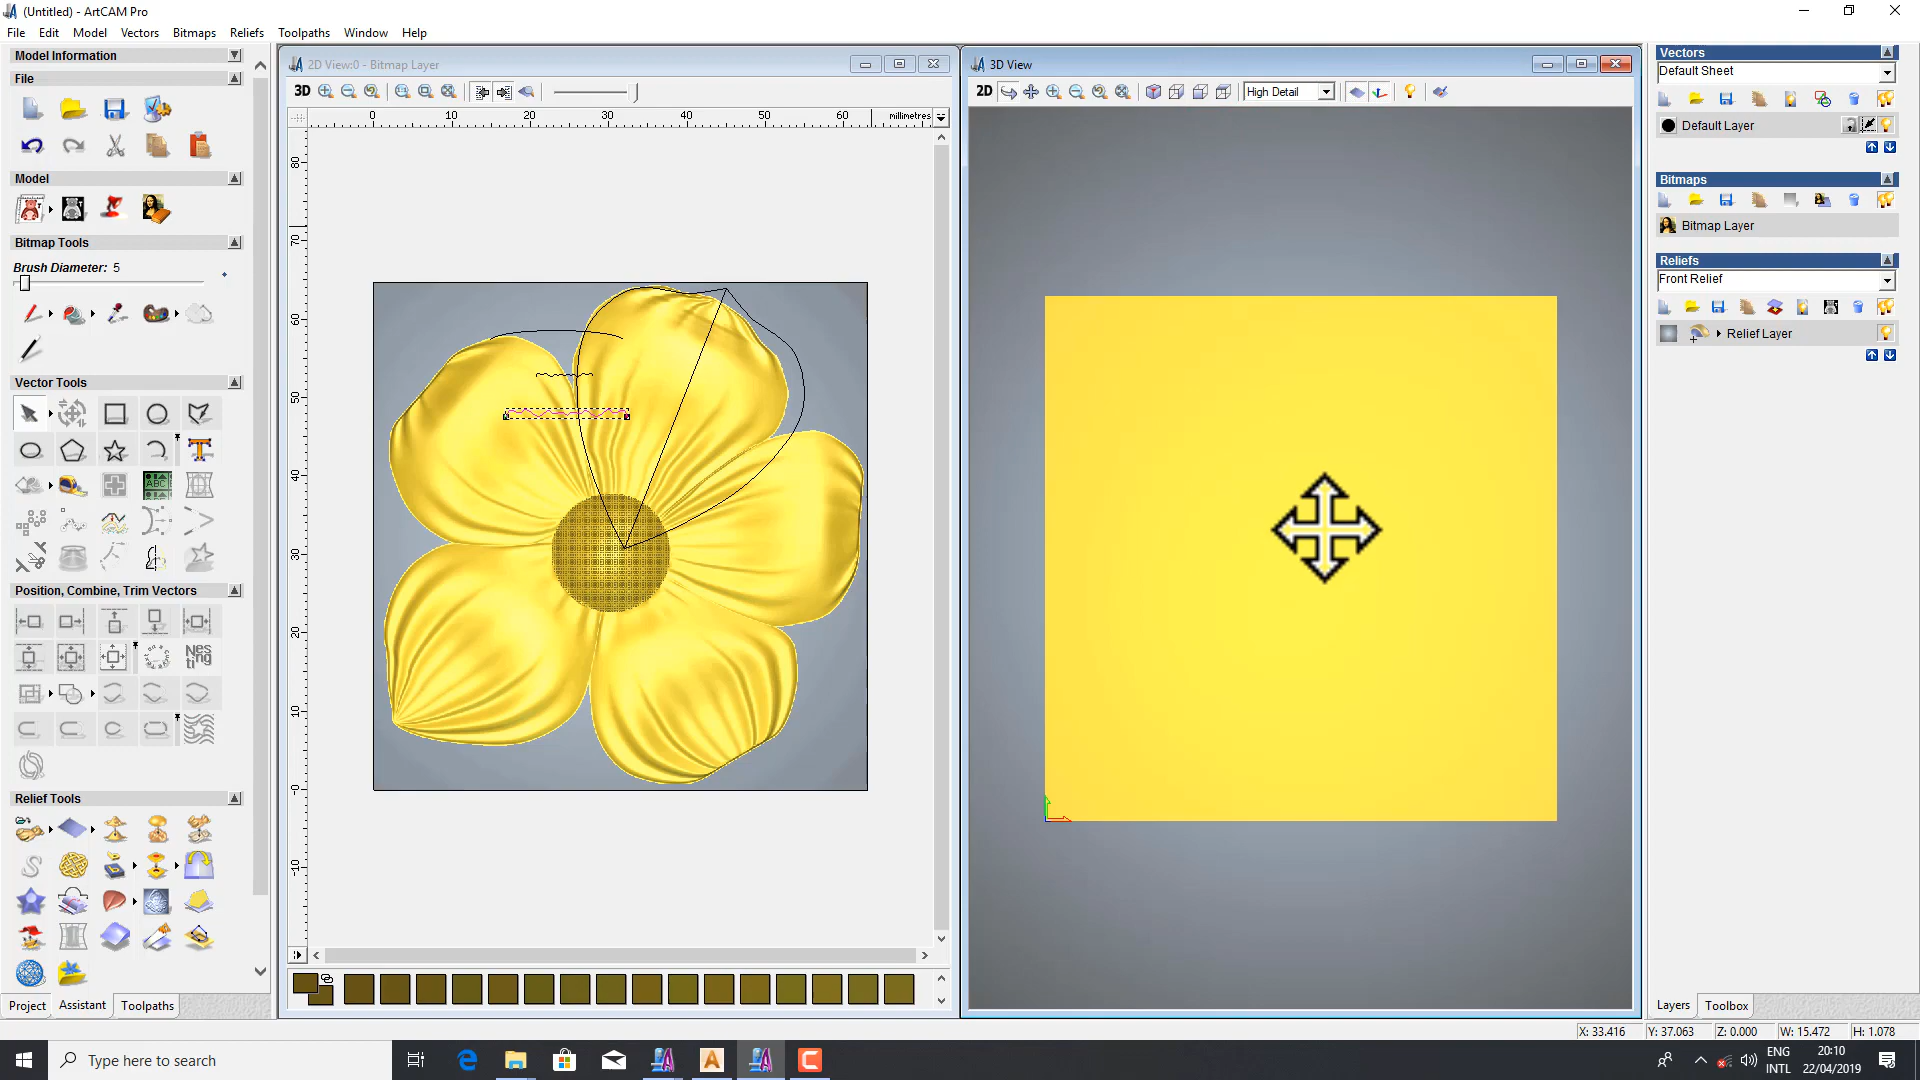 (Untitled) - ArtCAM Pro
File Edit Model Vectors Bitmaps Reliefs Toolpaths Window Help
Model Information
File
Model
Bitmap Tools
Brush Diameter: 5
Vector Tools
ABC
Position, Combine, Trim Vectors
Nes
ting
Relief Tools
Project Assistant Toolpaths
2D View:0 - Bitmap Layer
3D
0 10 20 30 40 50 60 millimetres
80
70
60
50
40
30
20
10
-0
-10
3D View
2D High Detail
Vectors
Default Sheet
Default Layer
Bitmaps
Bitmap Layer
Reliefs
Front Relief
Relief Layer
Layers Toolbox
X: 33.416 Y: 37.063 Z: 0.000 W: 15.472 H: 1.078
Type here to search
ENG
INTL
20:10
22/04/2019